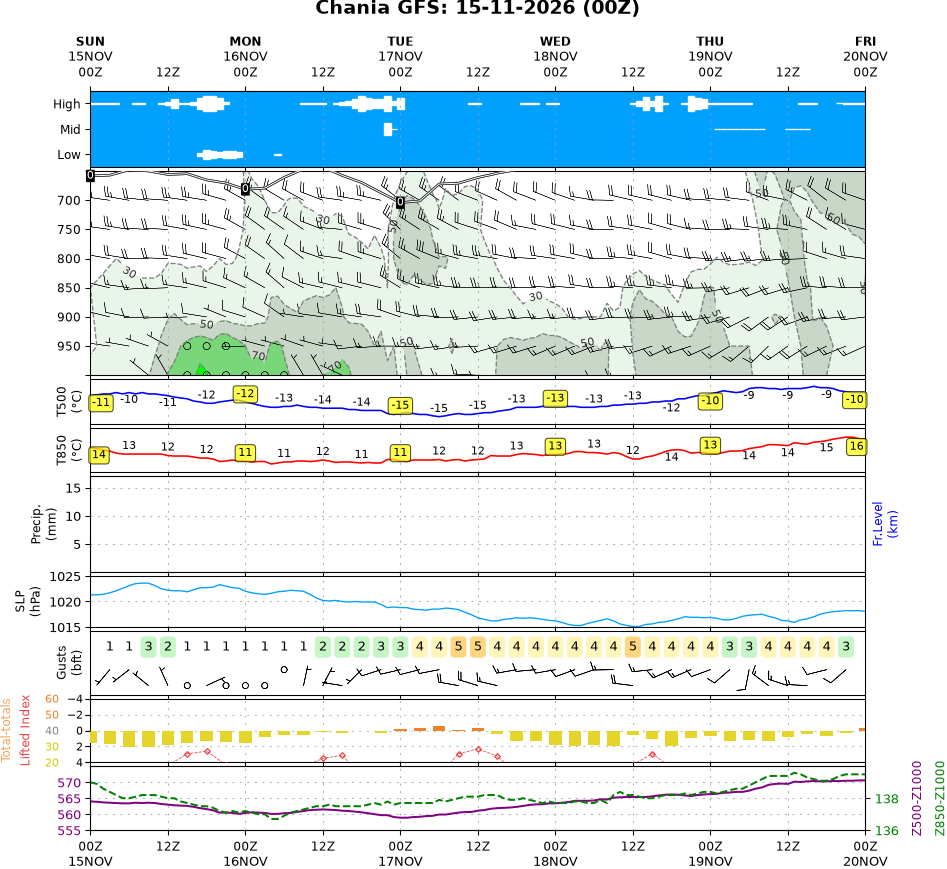 Chania GFS: 15-11-2026 (00Z)
SUN MON TUE WED THU FRI
15NOV 16NOV 17NOV 18NOV 19NOV 20NOV
00Z 12Z 00Z 12Z 00Z 12Z 00Z 12Z 00Z 12Z 00Z
High
Mid
Low
0 0 0
700
750
800
850
900
950
30 30 30 50 50 50 50 60 70 70
T500
(°C)
-11 -10 -11 -12 -12 -13 -14 -14 -15 -15 -15 -13 -13 -13 -13 -12 -10 -9 -9 -9 -10
T850
(°C)
14 13 12 12 11 11 12 11 11 12 12 13 13 13 12 14 13 14 14 15 16
Precip.
(mm)
15
10
5
Fr.Level
(km)
SLP
(hPa)
1025
1020
1015
Gusts
(bft)
1 1 3 2 1 1 1 1 1 1 1 2 2 2 3 3 4 4 5 5 4 4 4 4 4 4 4 5 4 4 4 4 3 3 4 4 4 4 3
Total-totals
Lifted Index
60 −4
50 −2
40 0
30 2
20 4
570
565
560
555
138
136
Z500-Z1000
Z850-Z1000
00Z 12Z 00Z 12Z 00Z 12Z 00Z 12Z 00Z 12Z 00Z
15NOV 16NOV 17NOV 18NOV 19NOV 20NOV